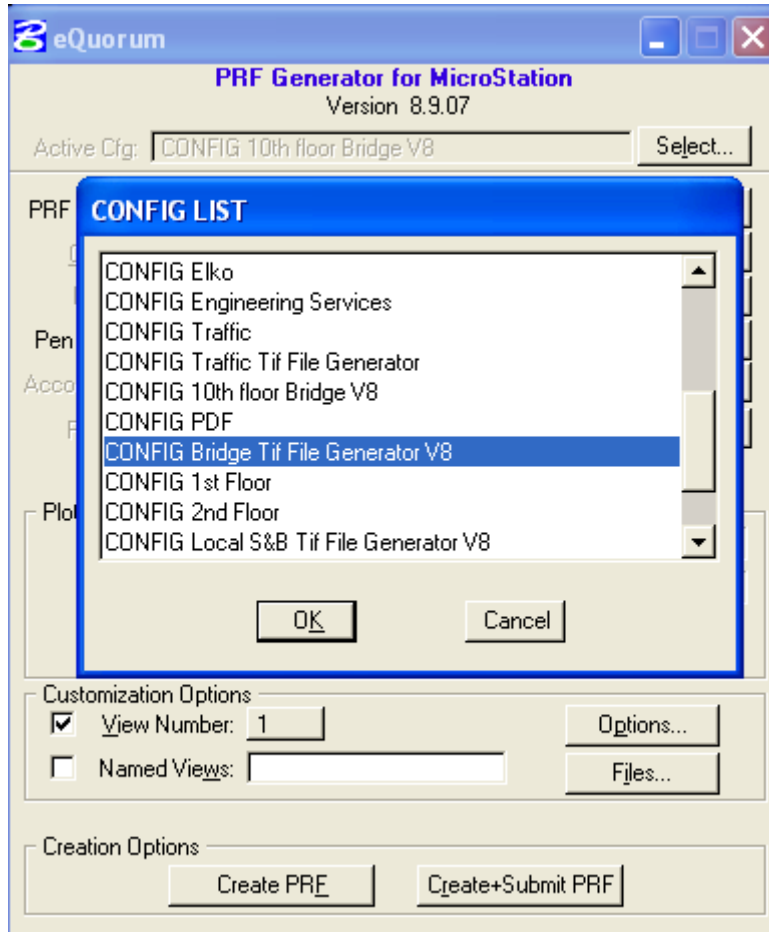 eQuorum
PRF Generator for MicroStation
Version 8.9.07
Active Cfg: CONFIG 10th floor Bridge V8 Select...
PRF
CONFIG LIST
CONFIG Elko
CONFIG Engineering Services
CONFIG Traffic
Pen
CONFIG Traffic Tif File Generator
Acco
CONFIG 10th floor Bridge V8
CONFIG PDF
CONFIG Bridge Tif File Generator V8
CONFIG 1st Floor
Plot
CONFIG 2nd Floor
CONFIG Local S&B Tif File Generator V8
OK Cancel
Customization Options
View Number: 1 Options...
Named Views: Files...
Creation Options
Create PRF Create+Submit PRF